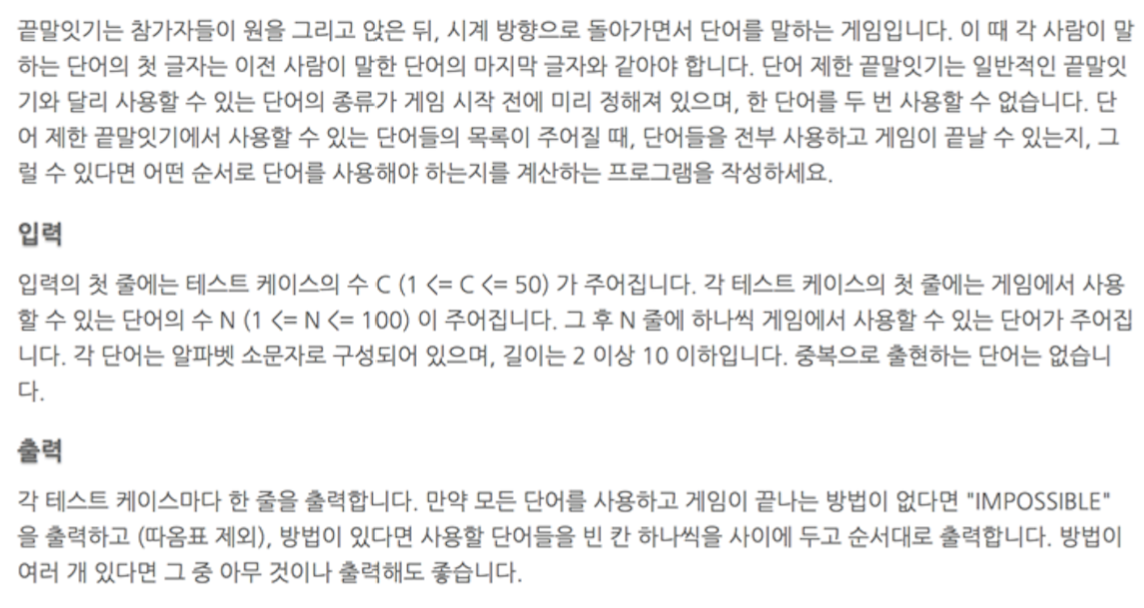 끝말잇기는 참가자들이 원을 그리고 앉은 뒤, 시계 방향으로 돌아가면서 단어를 말하는 게임입니다. 이 때 각 사람이 말
하는 단어의 첫 글자는 이전 사람이 말한 단어의 마지막 글자와 같아야 합니다. 단어 제한 끝말잇기는 일반적인 끝말잇
기와 달리 사용할 수 있는 단어의 종류가 게임 시작 전에 미리 정해져 있으며, 한 단어를 두 번 사용할 수 없습니다. 단
어 제한 끝말잇기에서 사용할 수 있는 단어들의 목록이 주어질 때, 단어들을 전부 사용하고 게임이 끝날 수 있는지, 그
럴 수 있다면 어떤 순서로 단어를 사용해야 하는지를 계산하는 프로그램을 작성하세요.
입력
입력의 첫 줄에는 테스트 케이스의 수 C (1 <= C <= 50) 가 주어집니다. 각 테스트 케이스의 첫 줄에는 게임에서 사용
할 수 있는 단어의 수 N (1 <= N <= 100) 이 주어집니다. 그 후 N 줄에 하나씩 게임에서 사용할 수 있는 단어가 주어집
니다. 각 단어는 알파벳 소문자로 구성되어 있으며, 길이는 2 이상 10 이하입니다. 중복으로 출현하는 단어는 없습니
다.
출력
각 테스트 케이스마다 한 줄을 출력합니다. 만약 모든 단어를 사용하고 게임이 끝나는 방법이 없다면 "IMPOSSIBLE"
을 출력하고 (따옴표 제외), 방법이 있다면 사용할 단어들을 빈 칸 하나씩을 사이에 두고 순서대로 출력합니다. 방법이
여러 개 있다면 그 중 아무 것이나 출력해도 좋습니다.